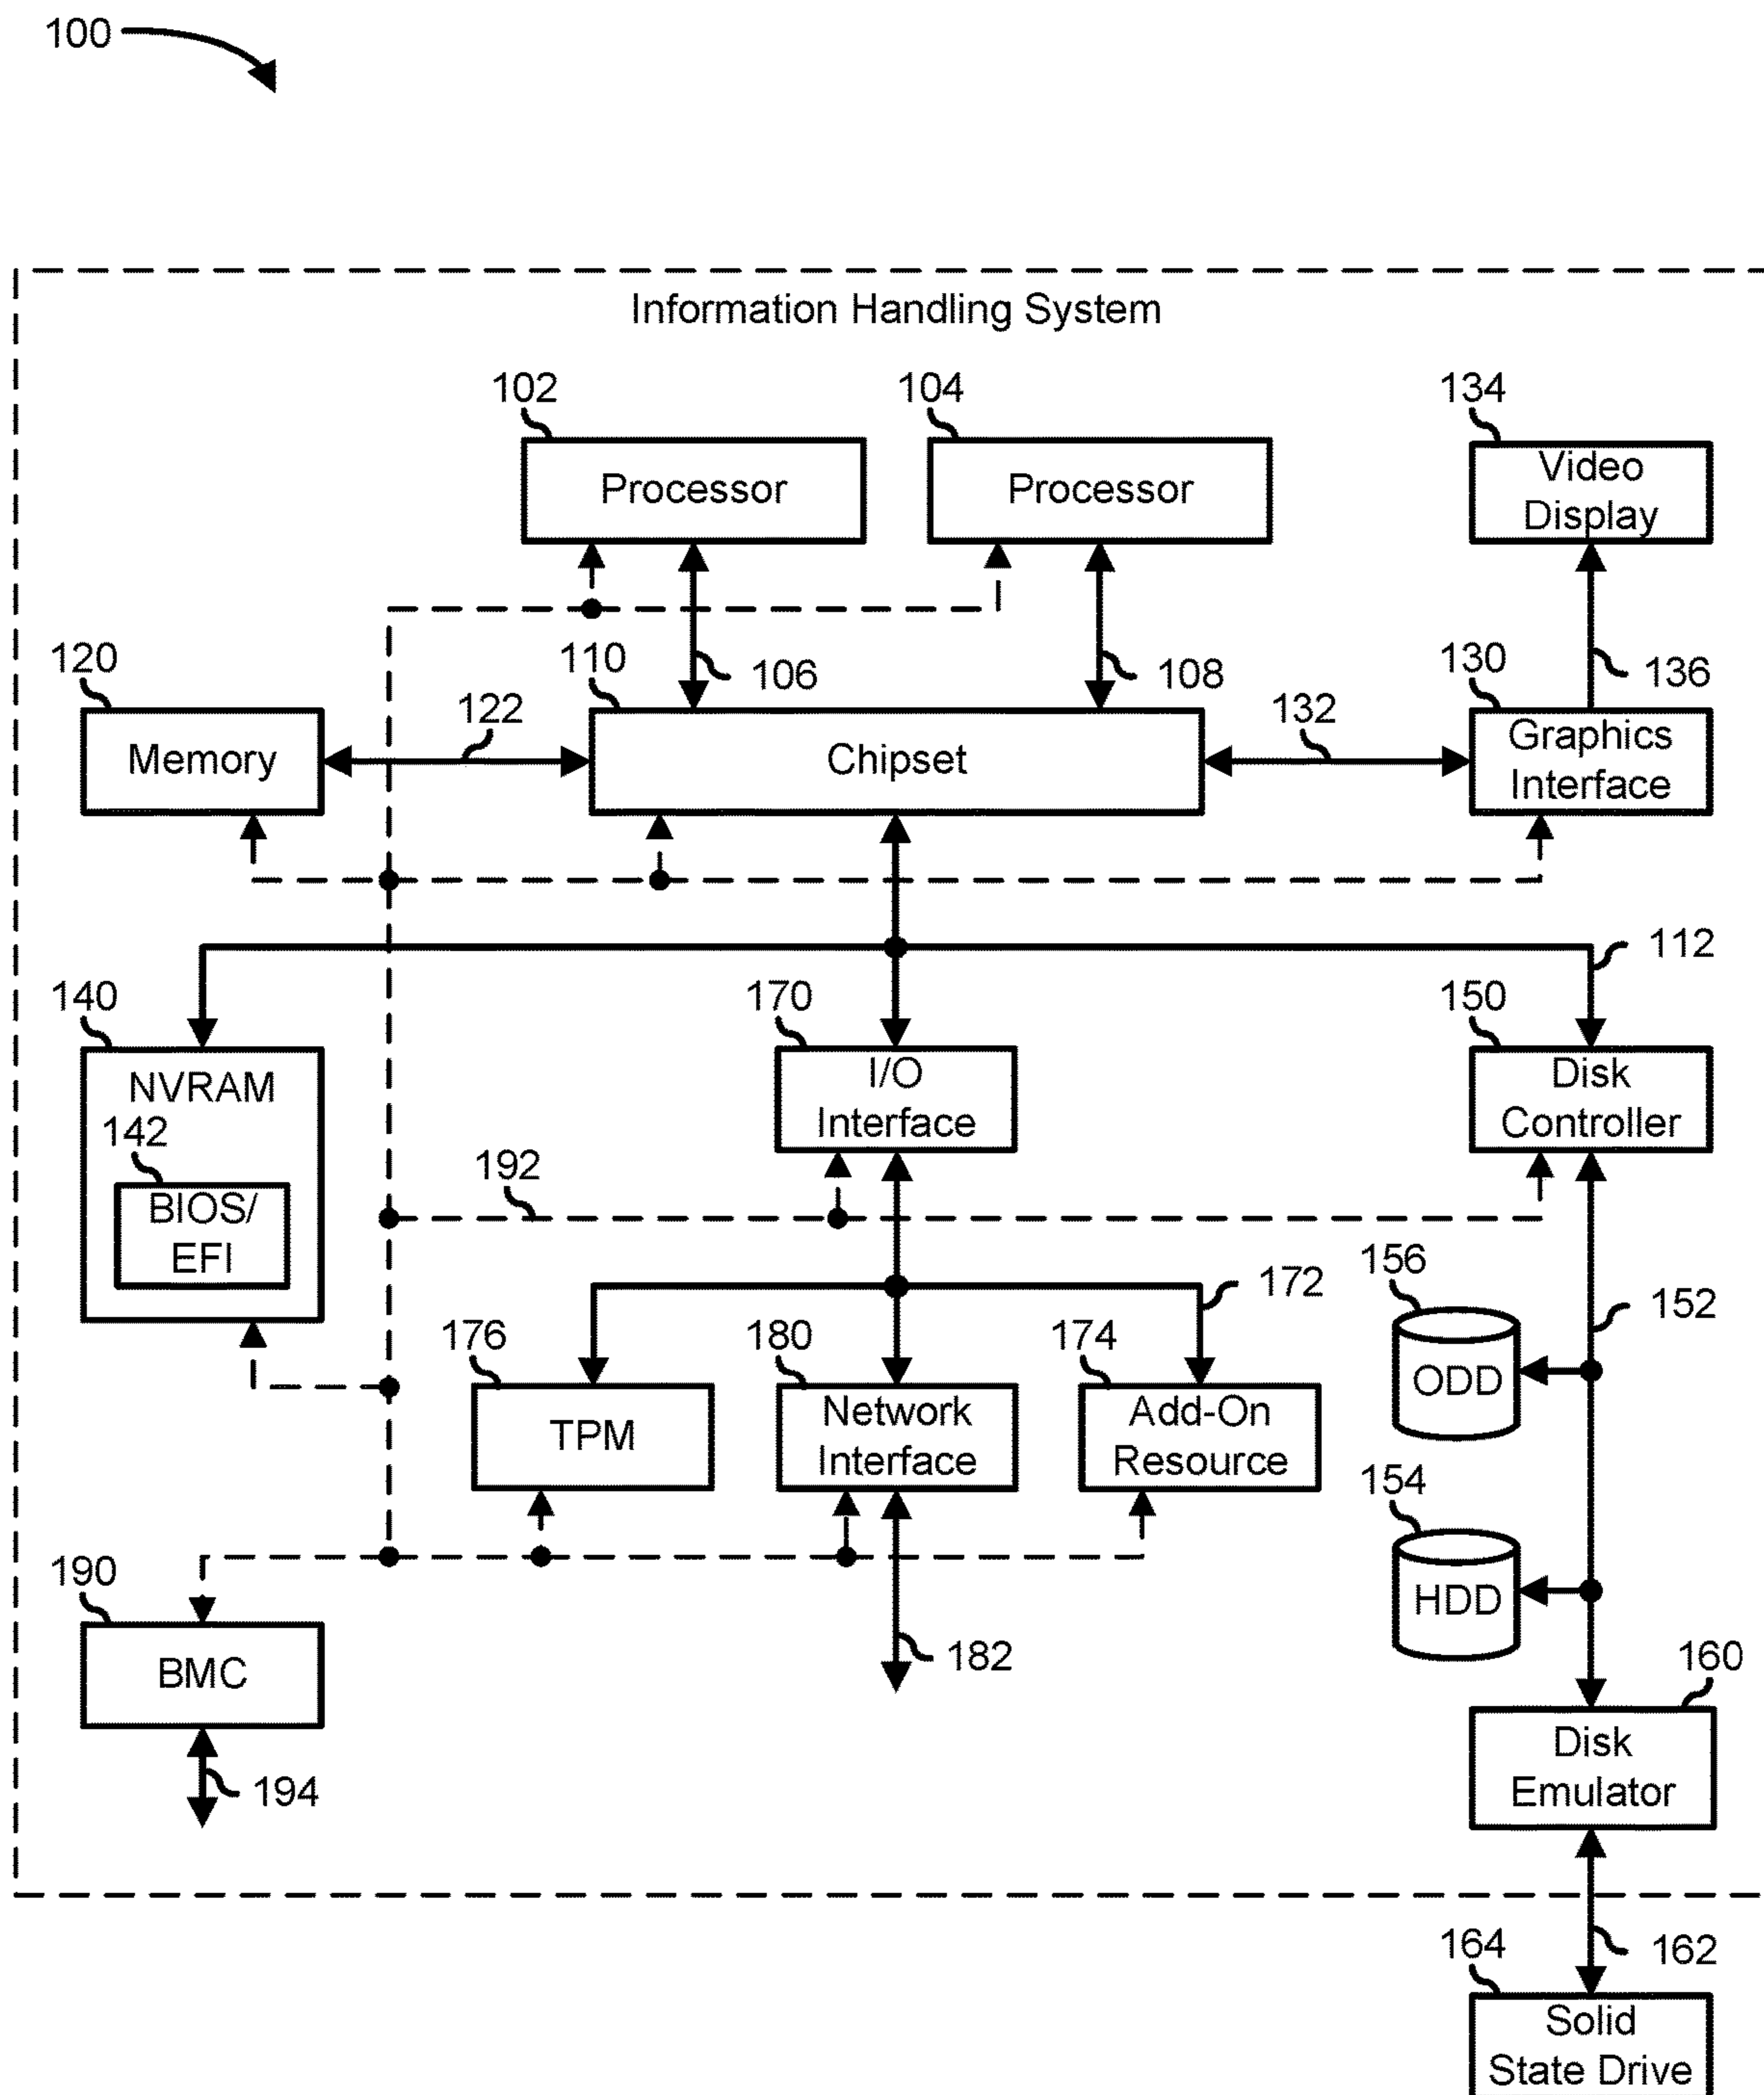 100
Information Handling System
102
104
134
Processor
Processor
Video
Display
120
110
106
108
130
136
122
132
Memory
Chipset
Graphics
Interface
112
140
170
150
NVRAM
I/O
Interface
Disk
Controller
142
BIOS/
EFI
192
156
172
152
176
180
174
ODD
TPM
Network
Interface
Add-On
Resource
154
HDD
190
182
160
BMC
Disk
Emulator
194
164
162
Solid
State Drive